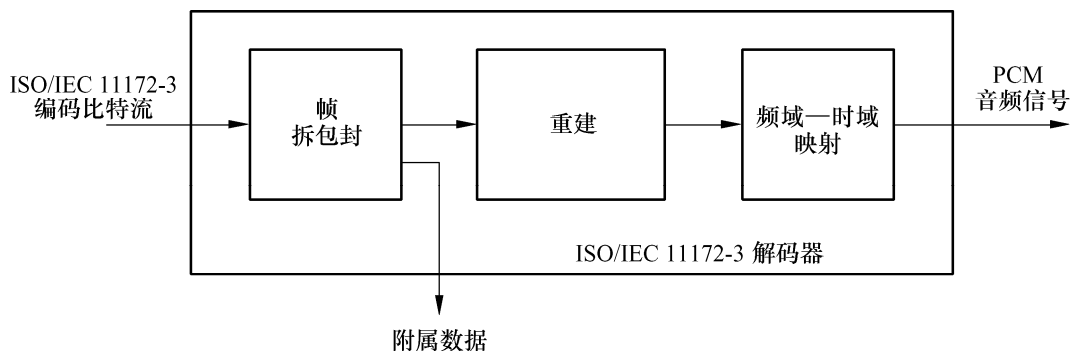 ISO/IEC 11172-3
编码比特流
帧
拆包封
重建
频域—时域
映射
PCM
音频信号
ISO/IEC 11172-3 解码器
附属数据